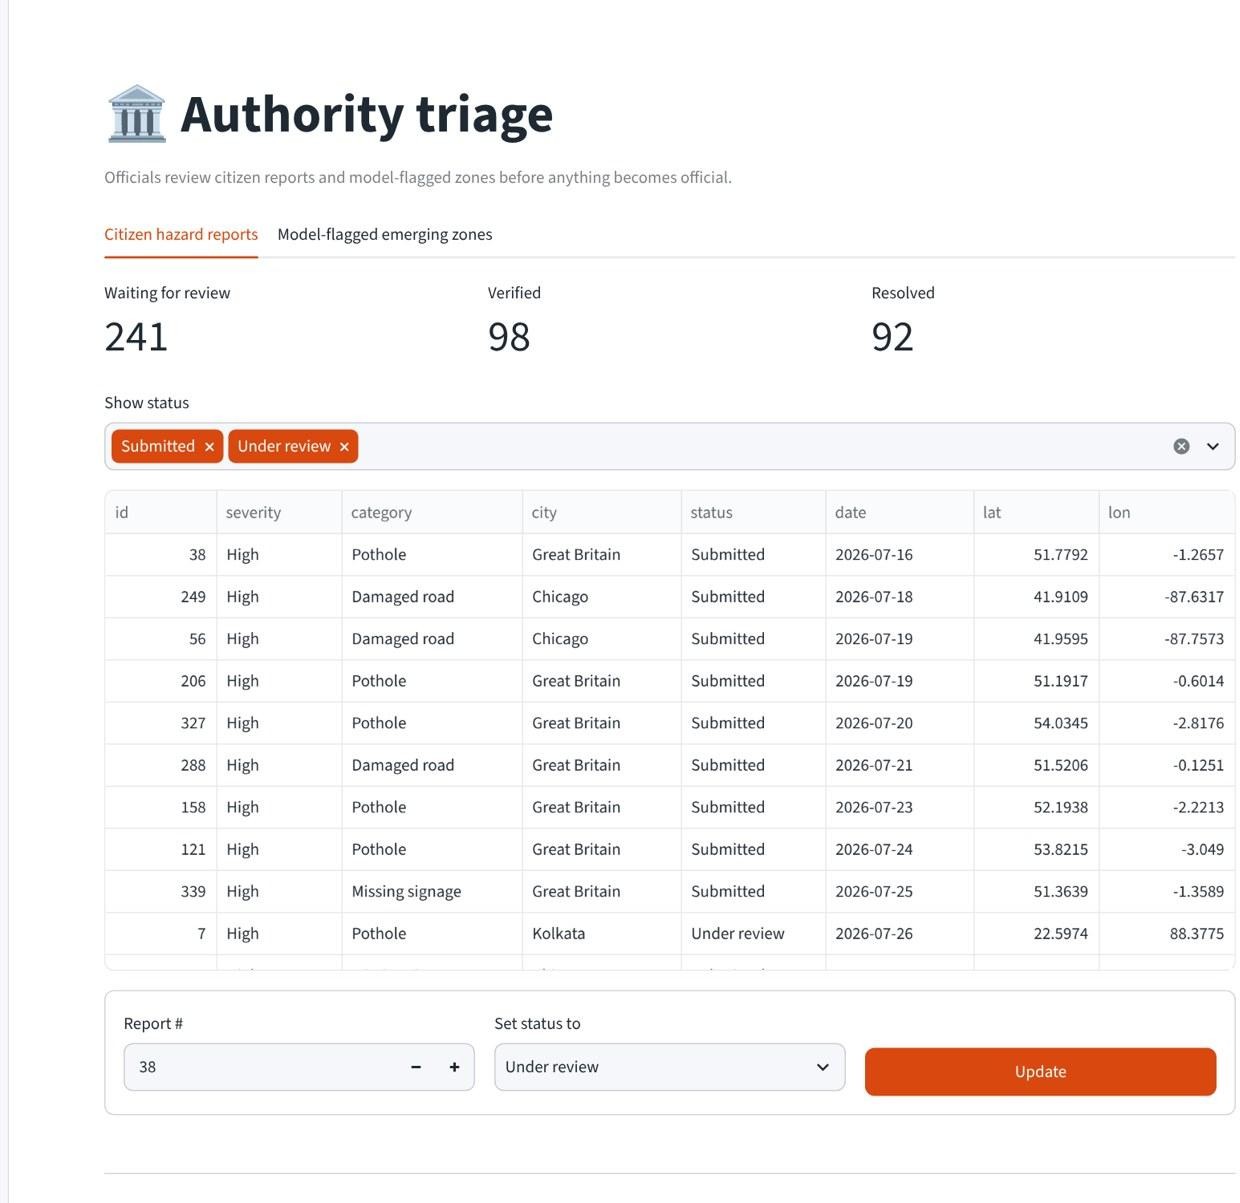 Authority triage
Officials review citizen reports and model-flagged zones before anything becomes official.
Citizen hazard reports Model-flagged emerging zones
Waiting for review Verified Resolved
241 98 92
Show status
Submitted Under review
id severity category city status date lat lon
38 High Pothole Great Britain Submitted 2026-07-16 51.7792 -1.2657
249 High Damaged road Chicago Submitted 2026-07-18 41.9109 -87.6317
56 High Damaged road Chicago Submitted 2026-07-19 41.9595 -87.7573
206 High Pothole Great Britain Submitted 2026-07-19 51.1917 -0.6014
327 High Pothole Great Britain Submitted 2026-07-20 54.0345 -2.8176
288 High Damaged road Great Britain Submitted 2026-07-21 51.5206 -0.1251
158 High Pothole Great Britain Submitted 2026-07-23 52.1938 -2.2213
121 High Pothole Great Britain Submitted 2026-07-24 53.8215 -3.049
339 High Missing signage Great Britain Submitted 2026-07-25 51.3639 -1.3589
7 High Pothole Kolkata Under review 2026-07-26 22.5974 88.3775
Report # Set status to
38 Under review Update